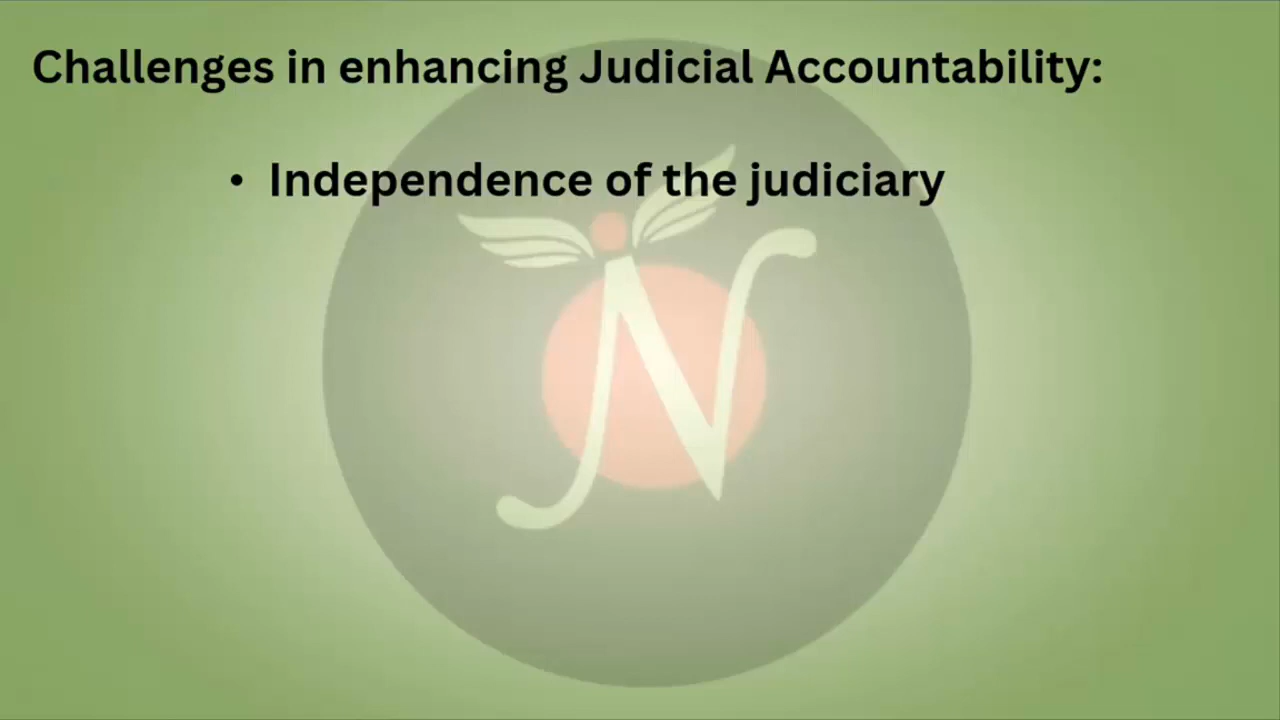 Challenges in enhancing Judicial Accountability:
• Independence of the judiciary
N